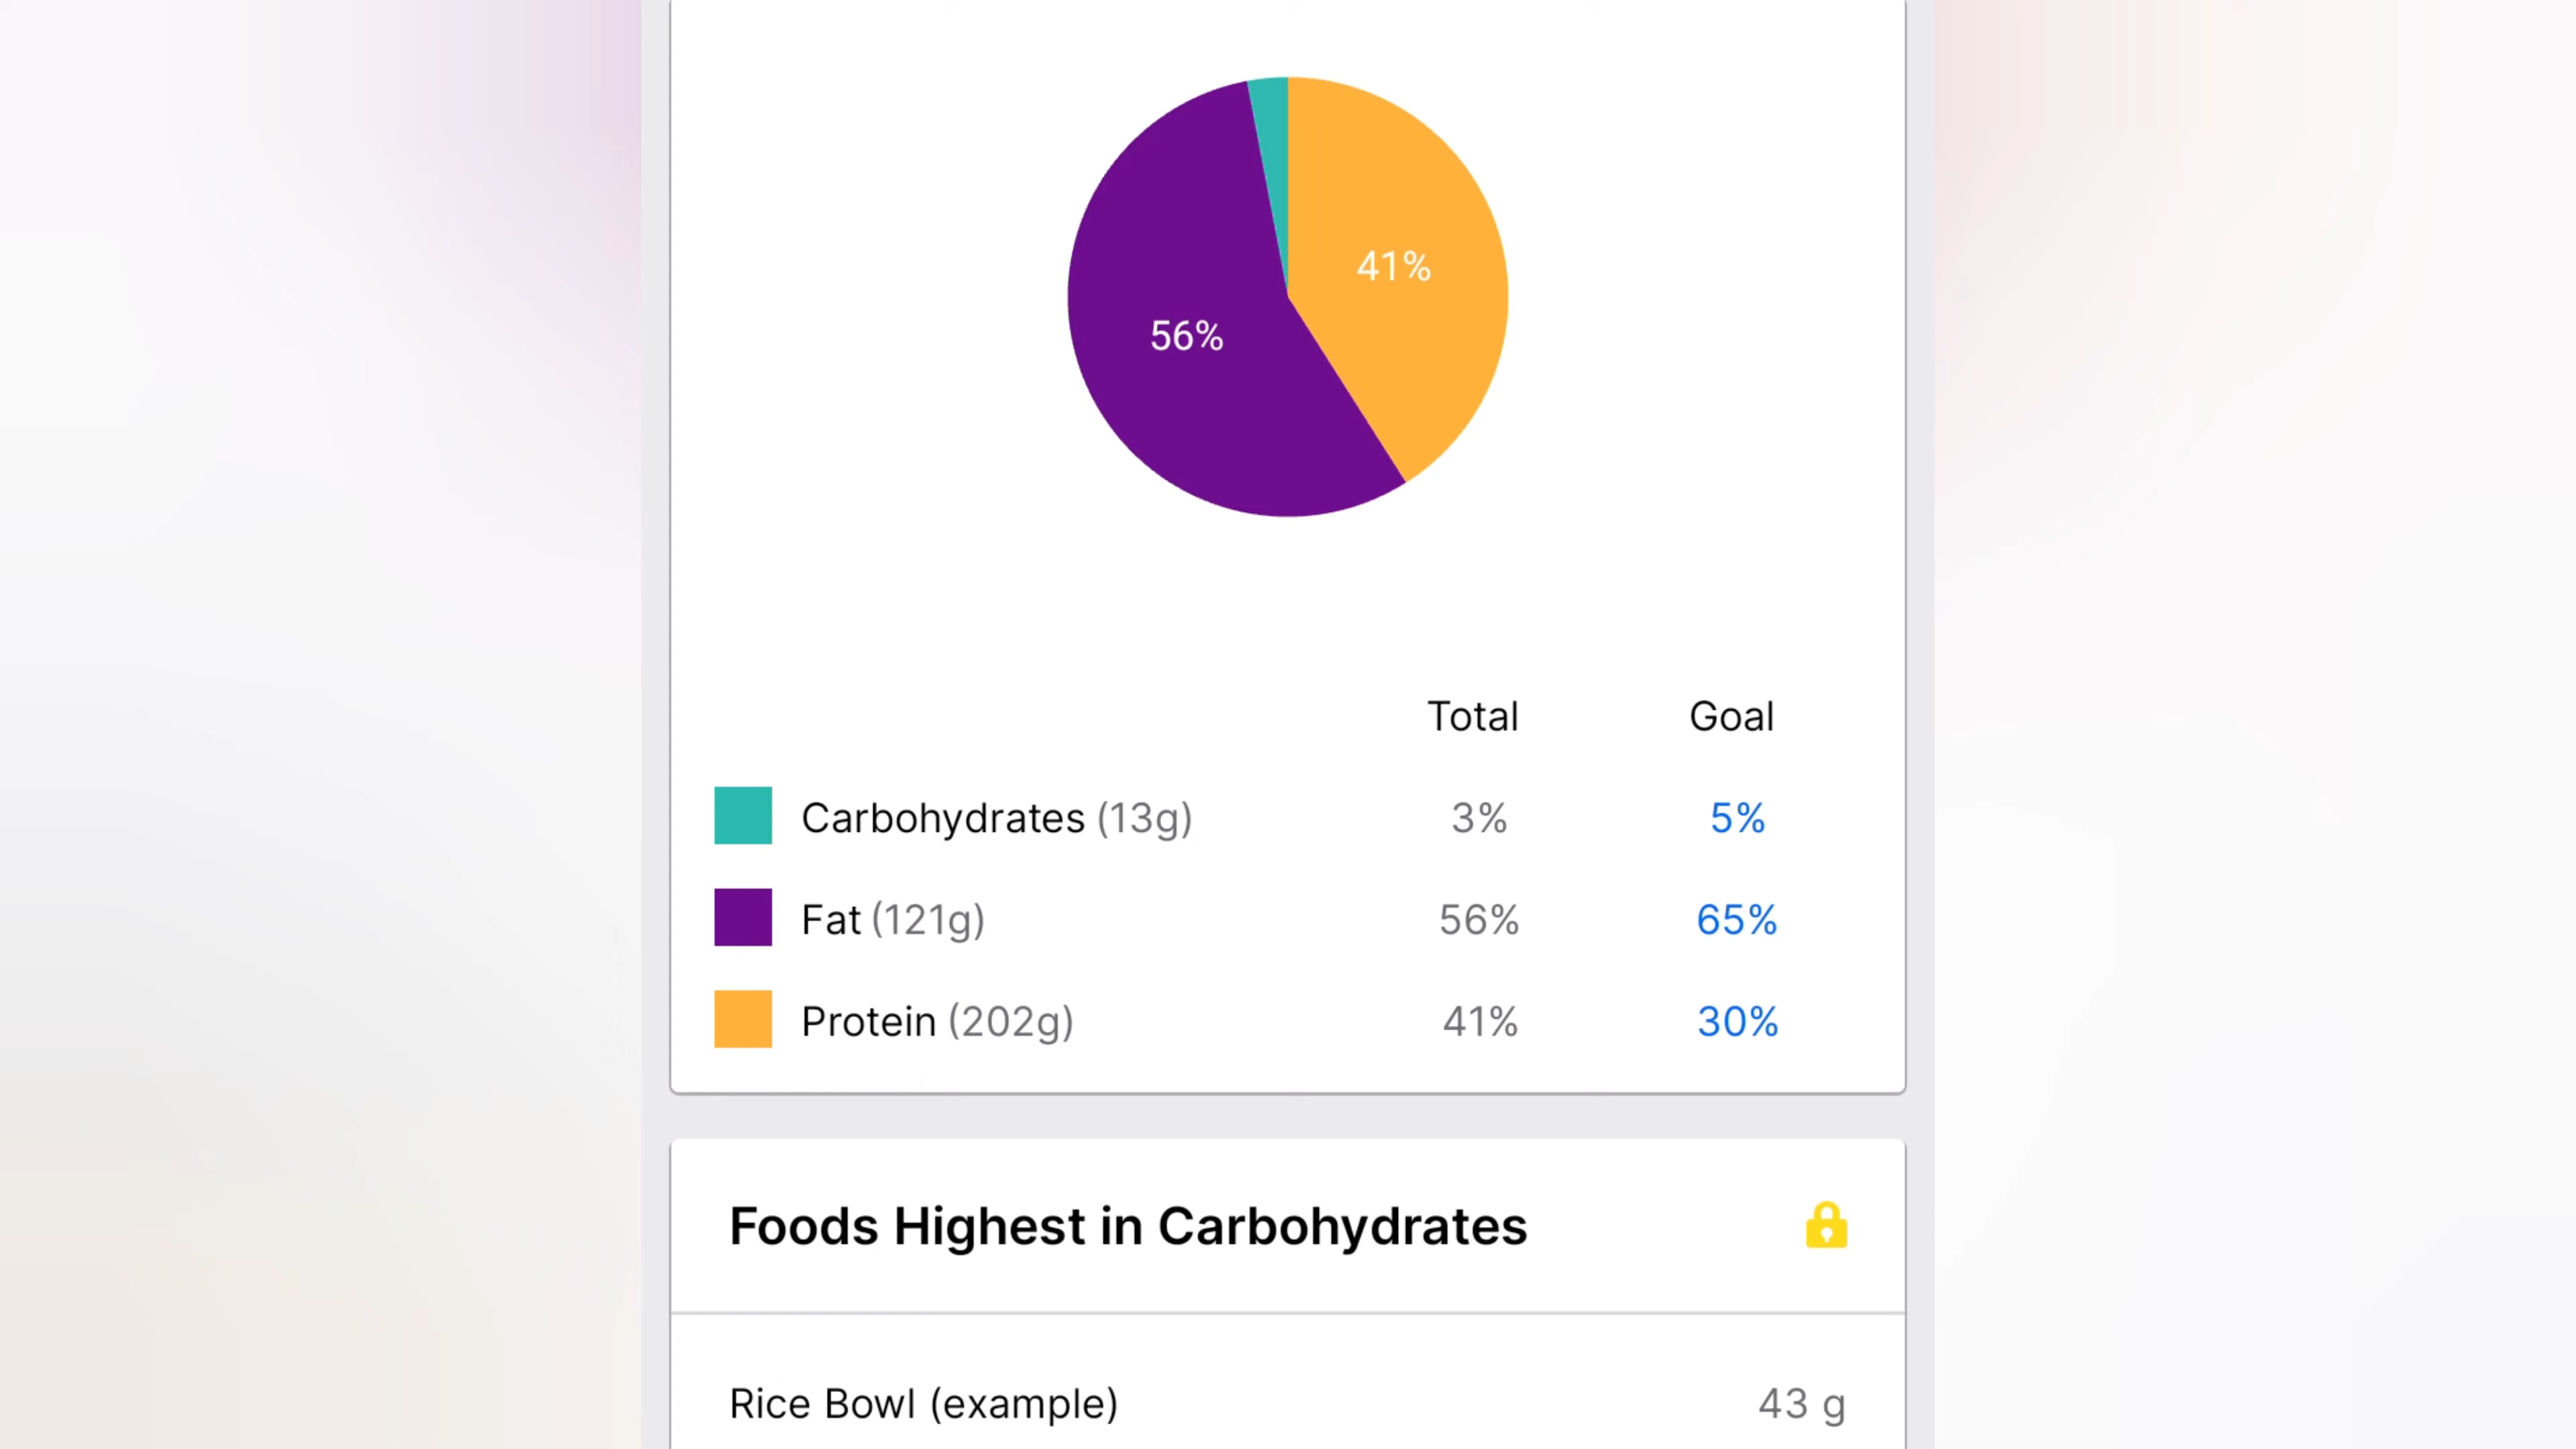 41%
56%
Total Goal
Carbohydrates (13g) 3% 5%
Fat (121g) 56% 65%
Protein (202g) 41% 30%
Foods Highest in Carbohydrates
Rice Bowl (example) 43 g